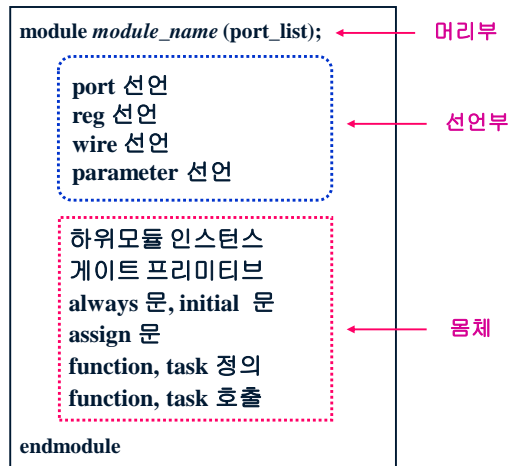 module module_name (port_list);
머리부
port 선언
reg 선언
wire 선언
parameter 선언
선언부
하위모듈 인스턴스
게이트 프리미티브
always 문, initial 문
assign 문
function, task 정의
function, task 호출
몸체
endmodule